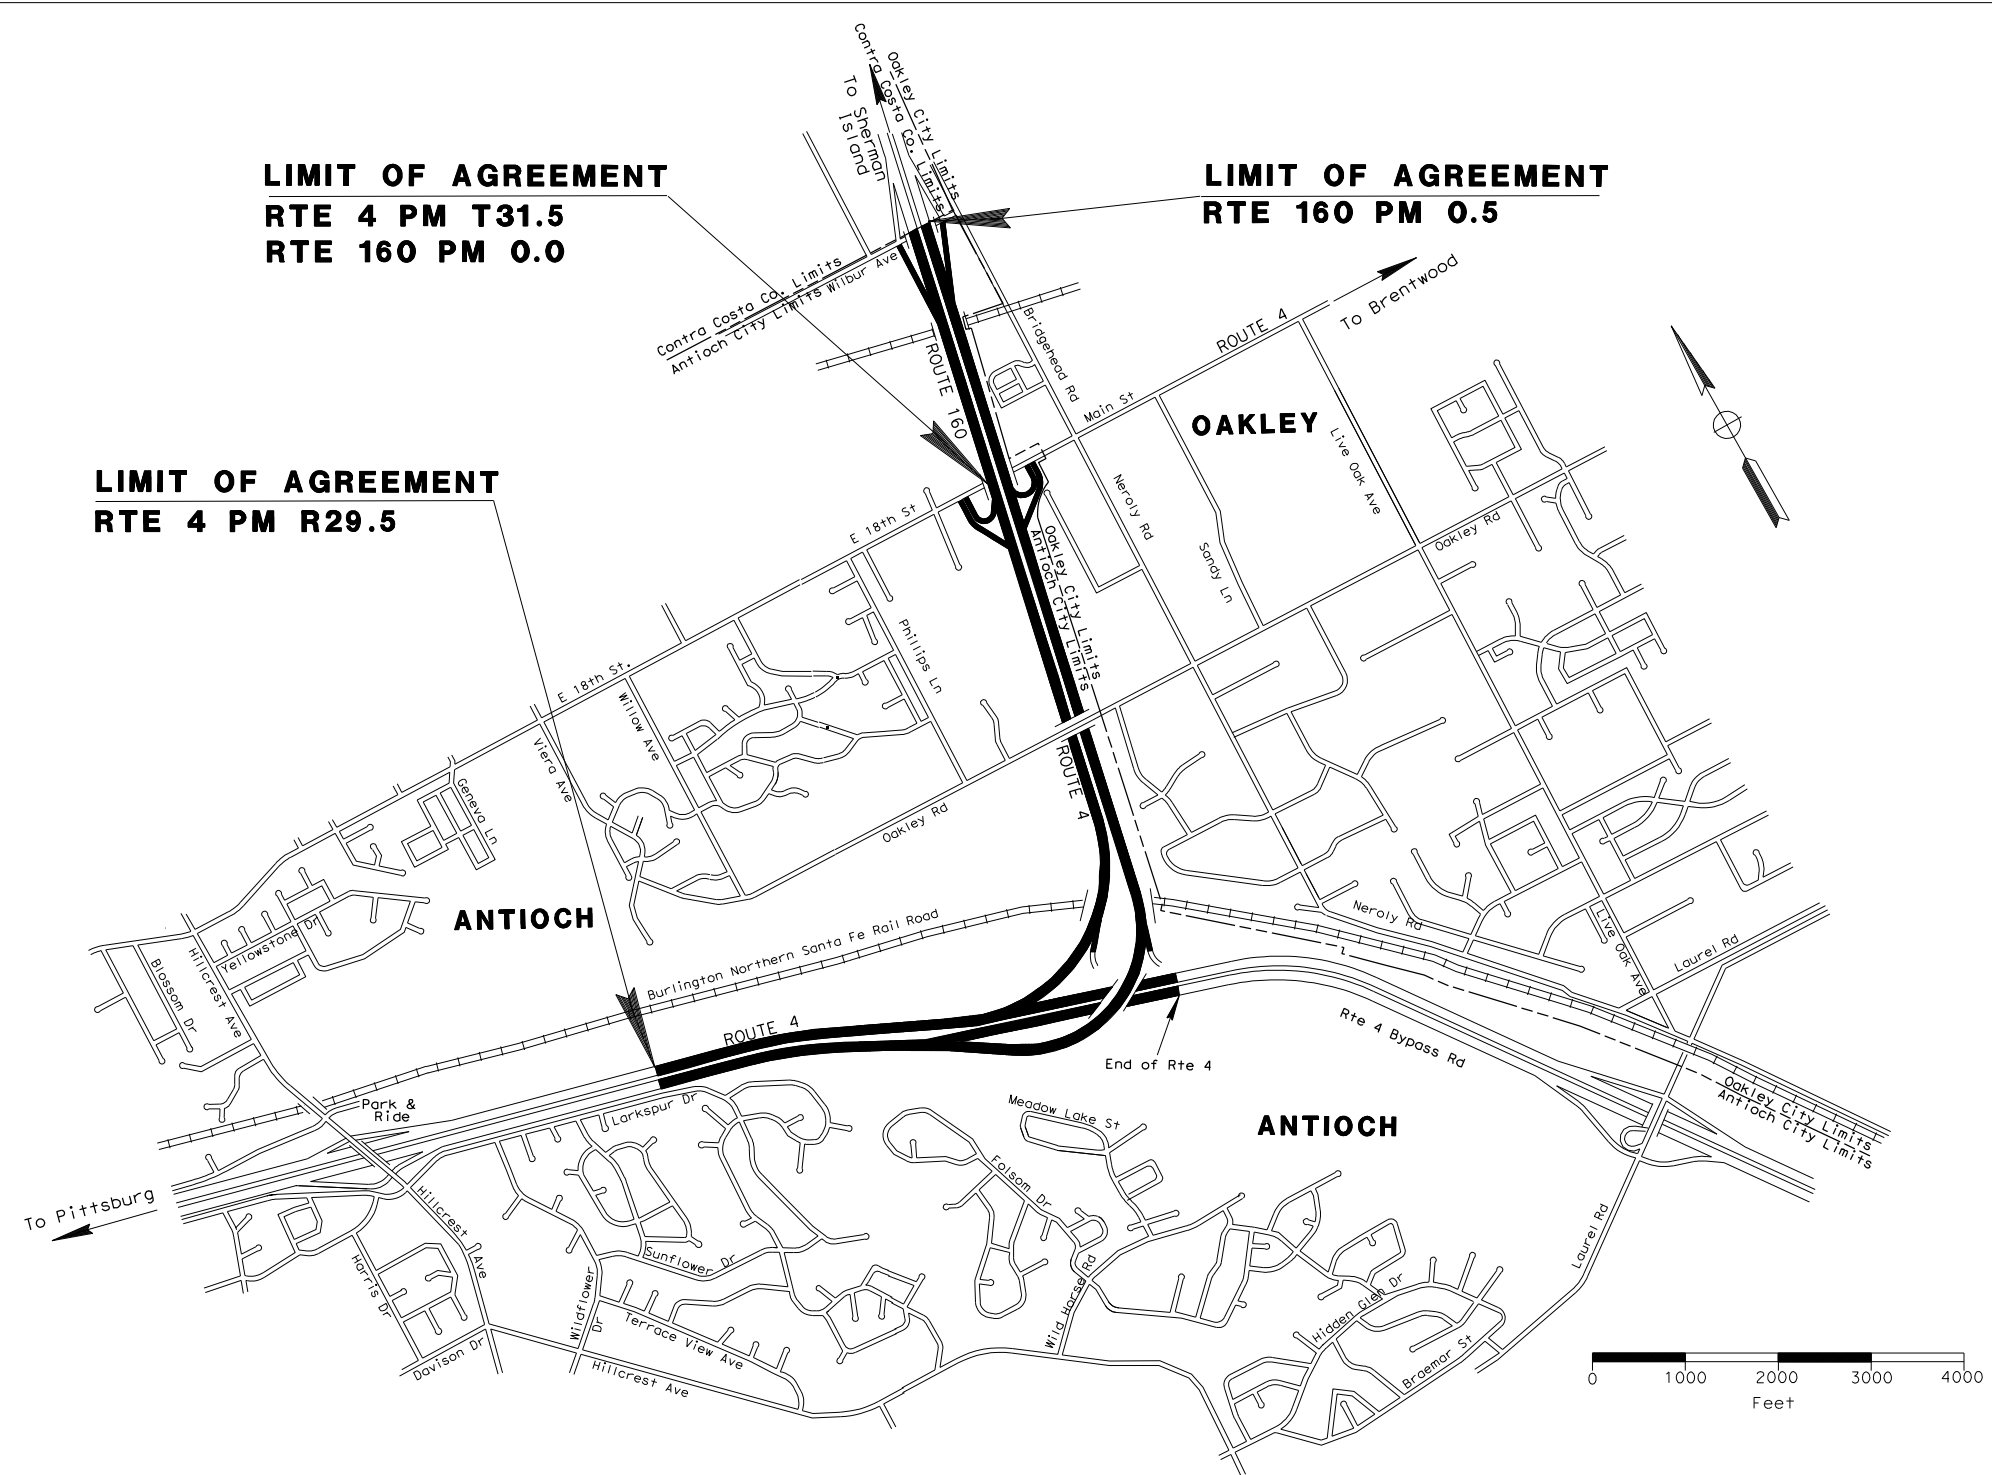 Contra Costa Co. Limits
Oakley City Limits
To Sherman
Island
LIMIT OF AGREEMENT
RTE 4 PM T31.5
RTE 160 PM 0.0
LIMIT OF AGREEMENT
RTE 160 PM 0.5
Contra Costa Co. Limits
Antioch City Limits
Wilbur Ave
ROUTE 160
Bridgehead Rd
Main St
ROUTE 4
To Brentwood
OAKLEY
Live Oak Ave
Neroly Rd
Sandy Ln
Oakley Rd
LIMIT OF AGREEMENT
RTE 4 PM R29.5
E 18th St
Oakley City Limits
Antioch City Limits
Phillips Ln
E 18th St.
Willow Ave
Viera Ave
Geneva Ln
ROUTE 4
Oakley Rd
ANTIOCH
Yellowstone Dr
Hillcrest Ave
Blossom Dr
Burlington Northern Santa Fe Rail Road
Neroly Rd
Live Oak Ave
Laurel Rd
ROUTE 4
Rte 4 Bypass Rd
End of Rte 4
Park &
Ride
Larkspur Dr
Meadow Lake St
ANTIOCH
Oakley City Limits
Antioch City Limits
To Pittsburg
Hillcrest Ave
Folsom Dr
Harris Dr
Sunflower Dr
Wildflower
Dr
Terrace View Ave
Wild Horse Rd
Hidden Glen Dr
Laurel Rd
Davison Dr
Hillcrest Ave
Braemar St
0 1000 2000 3000 4000
Feet